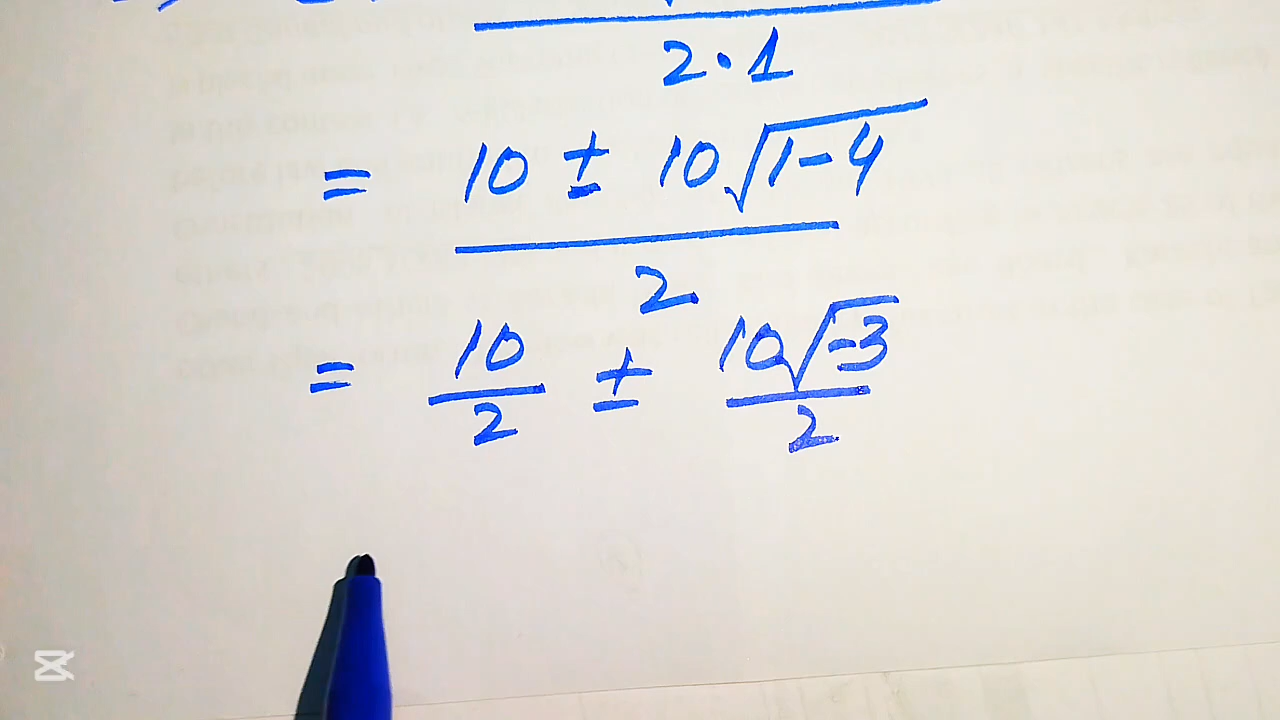 2·1
= 10 ± 10√1-4
2
= 10/2 ± 10√-3/2